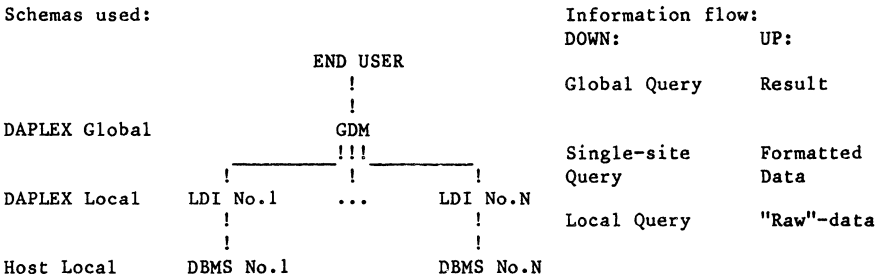 Schemas used: Information flow:
DOWN: UP:
END USER
!
Global Query Result
!
DAPLEX Global GDM
!!!
Single-site Formatted
! ! !
Query Data
DAPLEX Local LDI No.1 ... LDI No.N
! !
Local Query "Raw"-data
! !
Host Local DBMS No.1 DBMS No.N